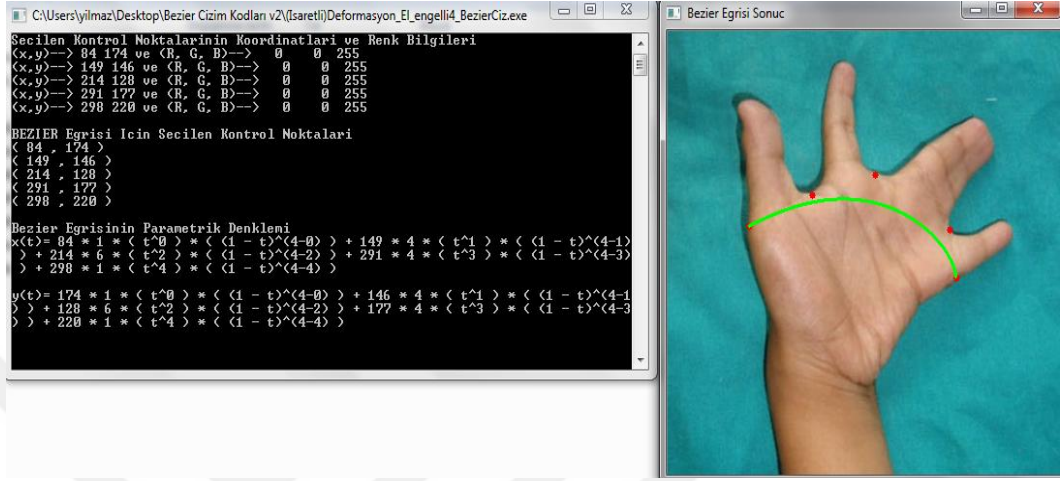 C:\Users\yilmaz\Desktop\Bezier Cizim Kodları v2\(Isaretli)Deformasyon_El_engelli4_BezierCiz.exe
Secilen Kontrol Noktalarinin Koordinatlari ve Renk Bilgileri
(x,y)--> 84 174 ve (R, G, B)--> 0 0 255
(x,y)--> 149 146 ve (R, G, B)--> 0 0 255
(x,y)--> 214 128 ve (R, G, B)--> 0 0 255
(x,y)--> 291 177 ve (R, G, B)--> 0 0 255
(x,y)--> 298 220 ve (R, G, B)--> 0 0 255
BEZIER Egrisi Icin Secilen Kontrol Noktalari
( 84 , 174 )
( 149 , 146 )
( 214 , 128 )
( 291 , 177 )
( 298 , 220 )
Bezier Egrisinin Parametrik Denklemi
x(t)= 84 * 1 * ( t^0 ) * ( (1 - t)^(4-0) ) + 149 * 4 * ( t^1 ) * ( (1 - t)^(4-1)
) + 214 * 6 * ( t^2 ) * ( (1 - t)^(4-2) ) + 291 * 4 * ( t^3 ) * ( (1 - t)^(4-3)
) + 298 * 1 * ( t^4 ) * ( (1 - t)^(4-4) )
y(t)= 174 * 1 * ( t^0 ) * ( (1 - t)^(4-0) ) + 146 * 4 * ( t^1 ) * ( (1 - t)^(4-1
) ) + 128 * 6 * ( t^2 ) * ( (1 - t)^(4-2) ) + 177 * 4 * ( t^3 ) * ( (1 - t)^(4-3
) ) + 220 * 1 * ( t^4 ) * ( (1 - t)^(4-4) )
Bezier Egrisi Sonuc